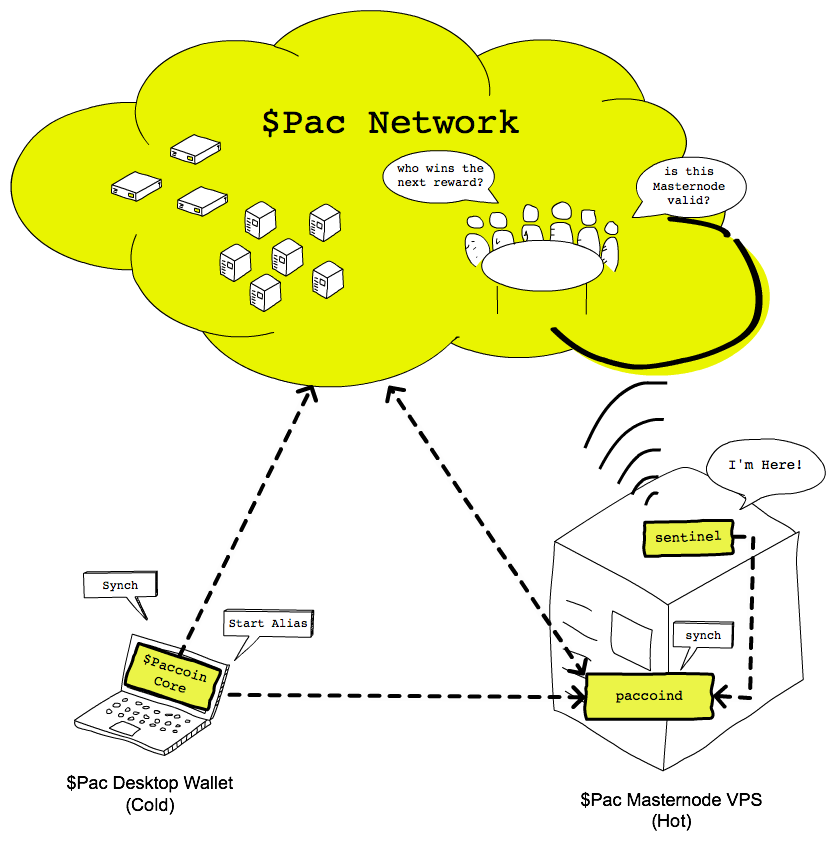 $Pac Network
who wins the
next reward?
is this
Masternode
valid?
I'm Here!
sentinel
Synch
Start Alias
synch
$Paccoin
Core
paccoind
$Pac Desktop Wallet
(Cold)
$Pac Masternode VPS
(Hot)